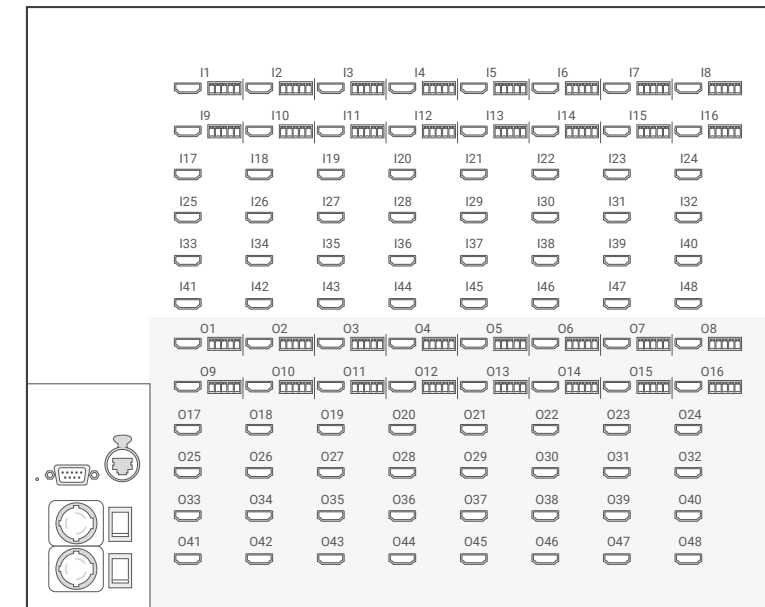 I1 I2 I3 I4 I5 I6 I7 I8
I9 I10 I11 I12 I13 I14 I15 I16
I17 I18 I19 I20 I21 I22 I23 I24
I25 I26 I27 I28 I29 I30 I31 I32
I33 I34 I35 I36 I37 I38 I39 I40
I41 I42 I43 I44 I45 I46 I47 I48
O1 O2 O3 O4 O5 O6 O7 O8
O9 O10 O11 O12 O13 O14 O15 O16
O17 O18 O19 O20 O21 O22 O23 O24
O25 O26 O27 O28 O29 O30 O31 O32
O33 O34 O35 O36 O37 O38 O39 O40
O41 O42 O43 O44 O45 O46 O47 O48